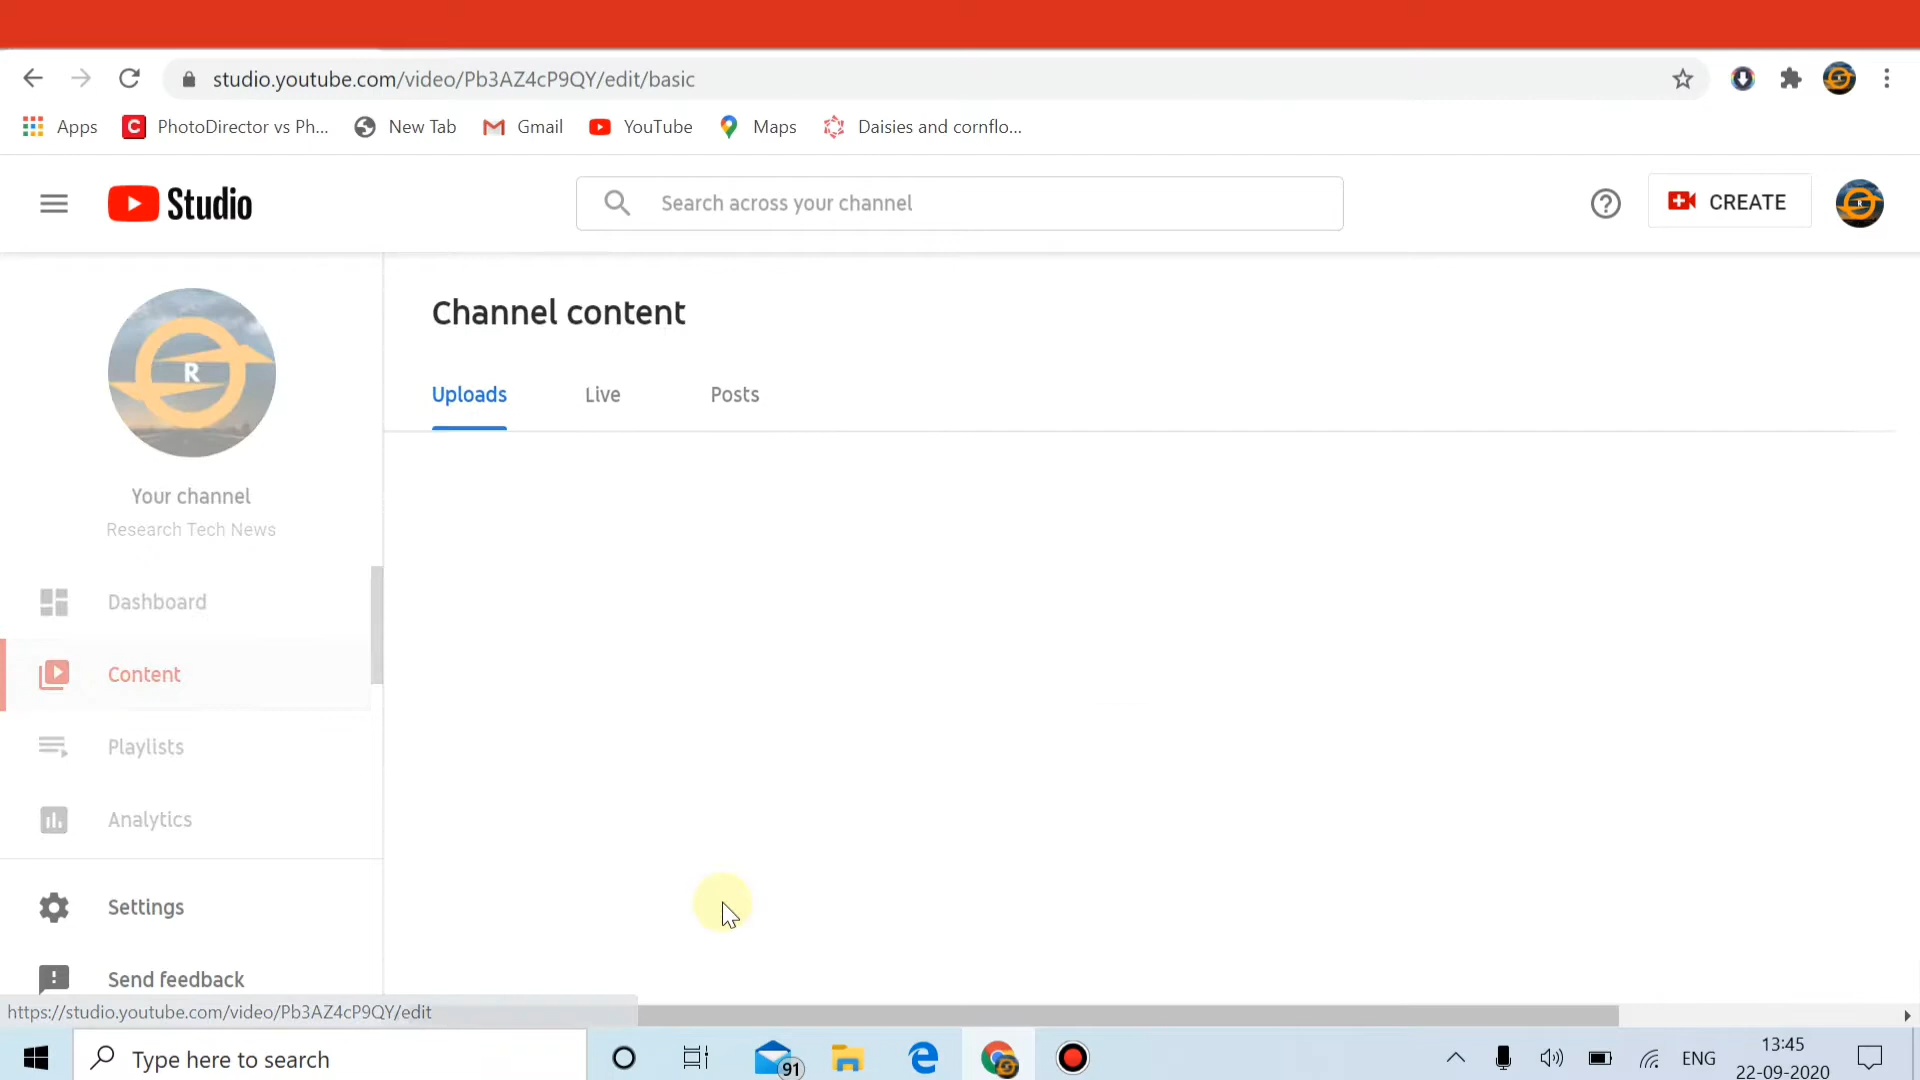 studio.youtube.com/video/Pb3AZ4cP9QY/edit/basic
Apps PhotoDirector vs Ph... New Tab Gmail YouTube Maps Daisies and cornflo...
Studio Search across your channel CREATE
R
Channel content
Uploads Live Posts
Your channel
Research Tech News
Dashboard
Content
Playlists
Analytics
Settings
Send feedback
https://studio.youtube.com/video/Pb3AZ4cP9QY/edit
Type here to search 91 ENG 13:45
22-09-2020